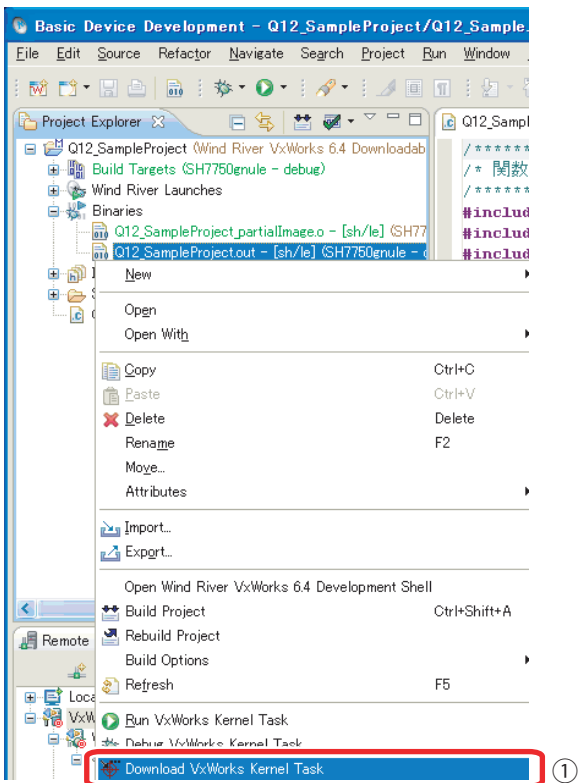 Basic Device Development - Q12_SampleProject/Q12_Sample.
File Edit Source Refactor Navigate Search Project Run Window
Project Explorer
Q12_Sampl
Q12_SampleProject (Wind River VxWorks 6.4 Downloadab
/*******
Build Targets (SH7750gnule - debug)
/* 関数
Wind River Launches
/******
Binaries
#includ
Q12_SampleProject_partialImage.o - [sh/le] (SH77
#includ
Q12_SampleProject.out - [sh/le] (SH7750gnule -
#includ
New
Open
Open With
Copy Ctrl+C
Paste Ctrl+V
Delete Delete
Rename F2
Move...
Attributes
Import...
Export...
Open Wind River VxWorks 6.4 Development Shell
Build Project Ctrl+Shift+A
Remote
Rebuild Project
Build Options
Refresh F5
Loca
VxW
Run VxWorks Kernel Task
Debug VxWorks Kernel Task
Download VxWorks Kernel Task
①